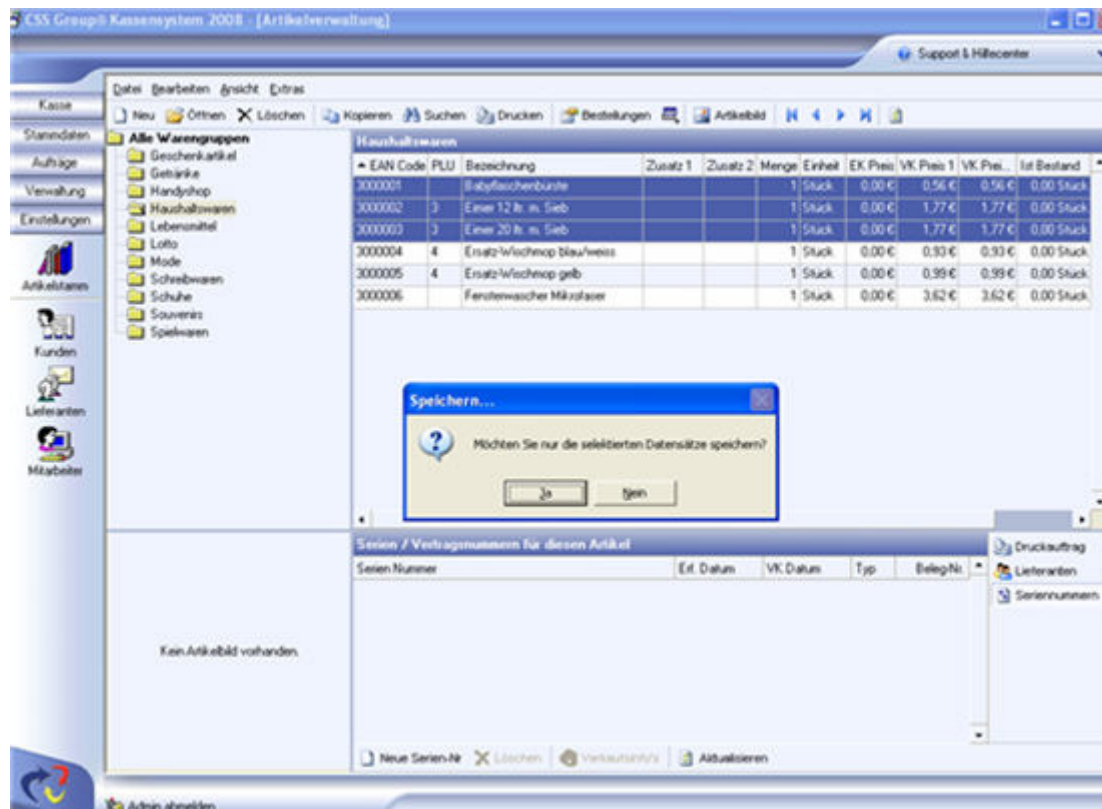 CSS Group® Kassensystem 2008 - [Artikelverwaltung]
Support & Hilfecenter
Datei Bearbeiten Ansicht Extras
Neu Öffnen Löschen Kopieren Suchen Drucken Bestellungen Artikelbild
Kasse
Stammdaten
Aufträge
Verwaltung
Einstellungen
Artikelstamm
Kunden
Lieferanten
Mitarbeiter
Alle Warengruppen
Geschenkartikel
Getränke
Handyshop
Haushaltswaren
Lebensmittel
Lotto
Mode
Schreibwaren
Schuhe
Souvenirs
Spielwaren
Haushaltswaren
EAN Code PLU Bezeichnung Zusatz 1 Zusatz 2 Menge Einheit EK Preis VK Preis 1 VK Prei... Ist Bestand
3000001 Babyflaschenbürste 1 Stück 0,00 € 0,56 € 0,56 € 0,00 Stück
3000002 3 Eimer 12 ltr. m. Sieb 1 Stück 0,00 € 1,77 € 1,77 € 0,00 Stück
3000003 3 Eimer 20 ltr. m. Sieb 1 Stück 0,00 € 1,77 € 1,77 € 0,00 Stück
3000004 4 Ersatz-Wischmop blau/weiss 1 Stück 0,00 € 0,93 € 0,93 € 0,00 Stück
3000005 4 Ersatz-Wischmop gelb 1 Stück 0,00 € 0,99 € 0,99 € 0,00 Stück
3000006 Fensterwascher Mikrofaser 1 Stück 0,00 € 3,62 € 3,62 € 0,00 Stück
Speichern...
Möchten Sie nur die selektierten Datensätze speichern?
Ja Nein
Kein Artikelbild vorhanden.
Serien / Vertragsnummern für diesen Artikel
Serien Nummer Erf. Datum VK Datum Typ Beleg-Nr.
Druckauftrag
Lieferanten
Seriennummern
Neue Serien-Nr Löschen Aktualisieren
Admin abmelden